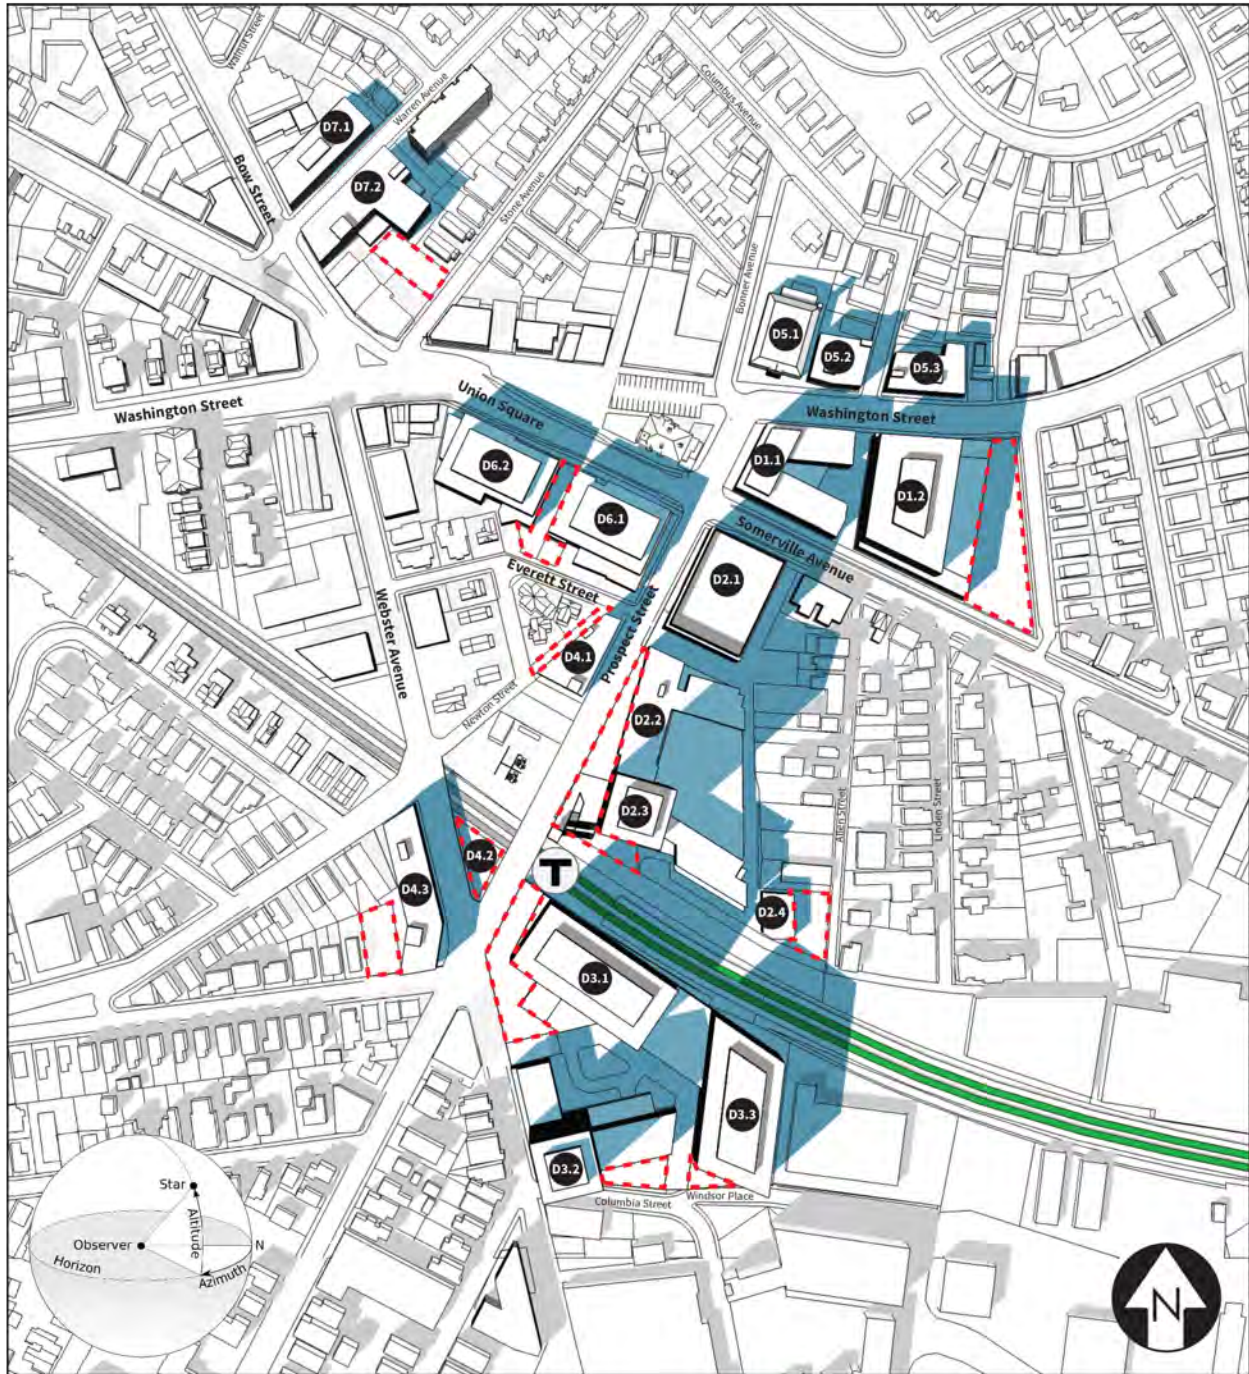 Walnut Street
Columbus Avenue
Warren Avenue
D7.1
Bow Street
D7.2
Stone Avenue
Bonner Avenue
D5.1
D5.2
D5.3
Washington Street
Union Square
Washington Street
D6.2
D1.1
D1.2
D6.1
Somerville Avenue
D2.1
Everett Street
Webster Avenue
Prospect Street
D4.1
Newton Street
D2.2
D2.3
Allen Street
Linden Street
D4.2
T
D4.3
D2.4
D3.1
D3.3
D3.2
Columbia Street
Windsor Place
Star
Altitude
Observer
N
Horizon
Azimuth
N